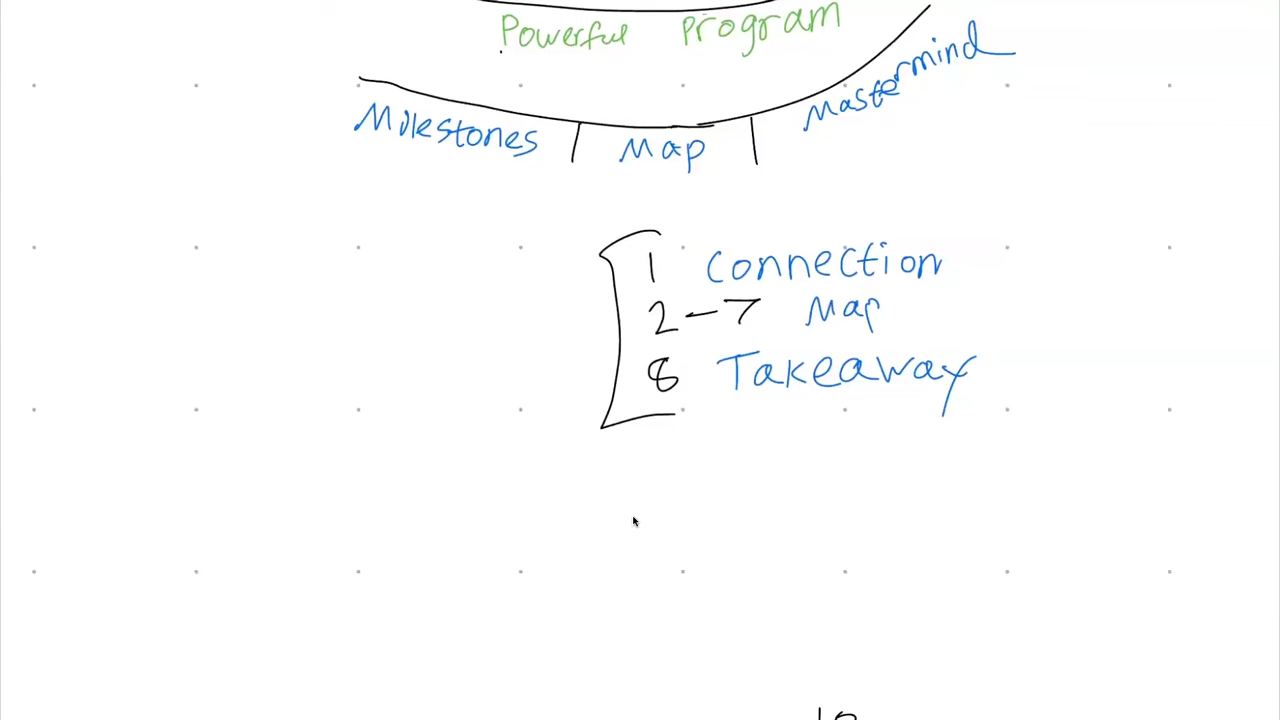 Powerful Program
Milestones | Map | Mastermind
1 Connection
2-7 Map
8 Takeaway